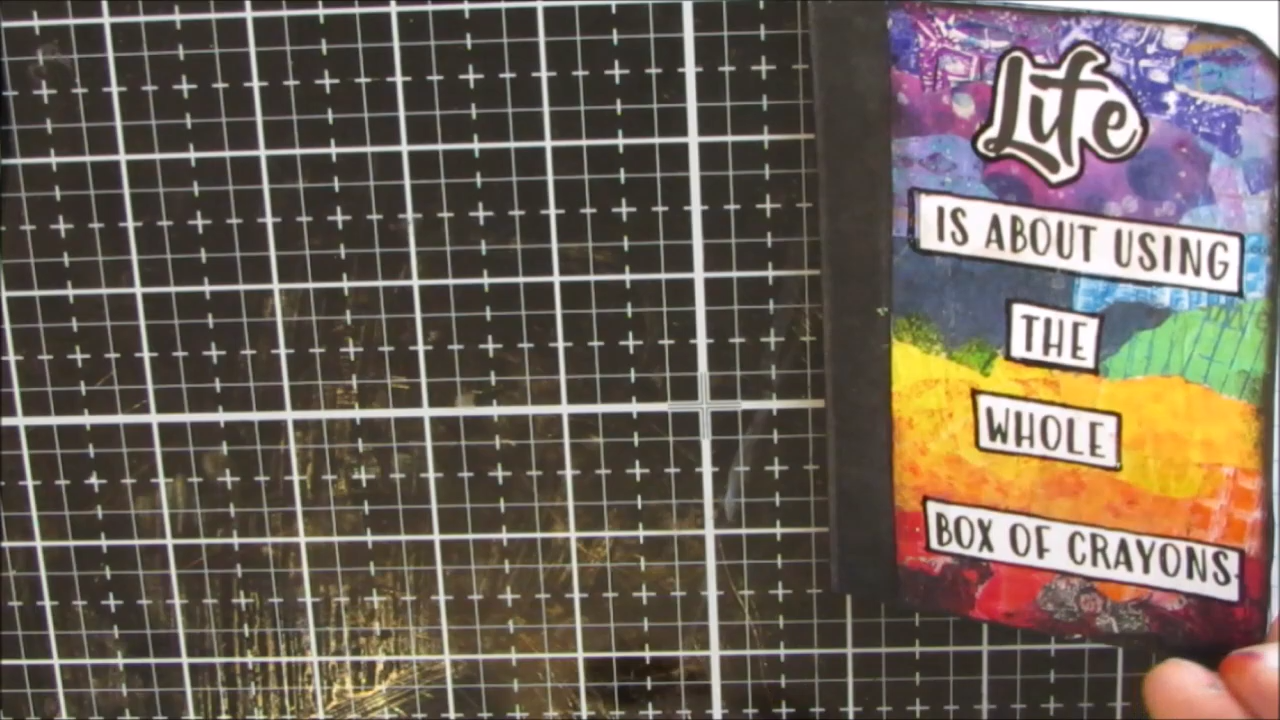 Life
IS ABOUT USING
THE
WHOLE
BOX OF CRAYONS.